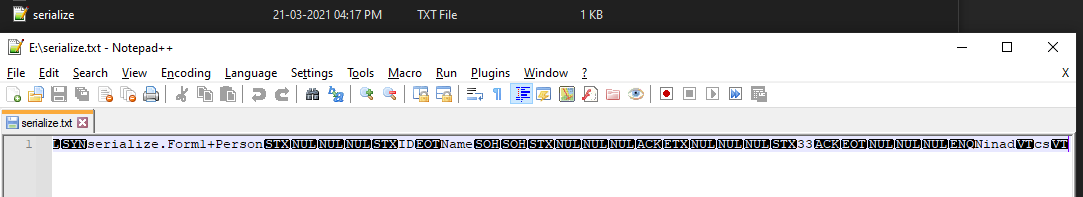 serialize 21-03-2021 04:17 PM TXT File 1 KB
E:\serialize.txt - Notepad++
File Edit Search View Encoding Language Settings Tools Macro Run Plugins Window ? X
serialize.txt
1 SYNserialize.Form1+PersonSTXNULNULNULSTXIDEOTNameSOHSOHSTXNULNULNULACKETXNULNULNULSTX33ACKEOTNULNULNULENQNinadVTcsVT